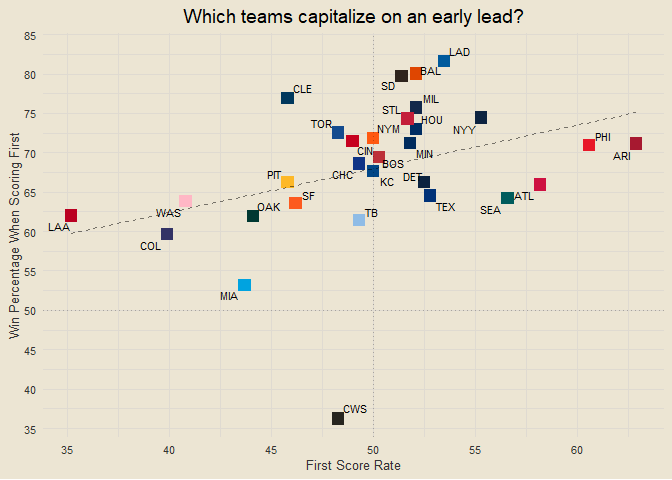 Which teams capitalize on an early lead?
85
80
75
70
65
60
55
50
45
40
35
Win Percentage When Scoring First
LAD
BAL
SD
CLE
MIL
STL
HOU
NYY
TOR
NYM
CIN
MIN
PHI
ARI
BOS
CHC
KC
DET
PIT
SF
TEX
ATL
SEA
WAS
OAK
TB
LAA
COL
MIA
CWS
35
40
45
50
55
60
First Score Rate